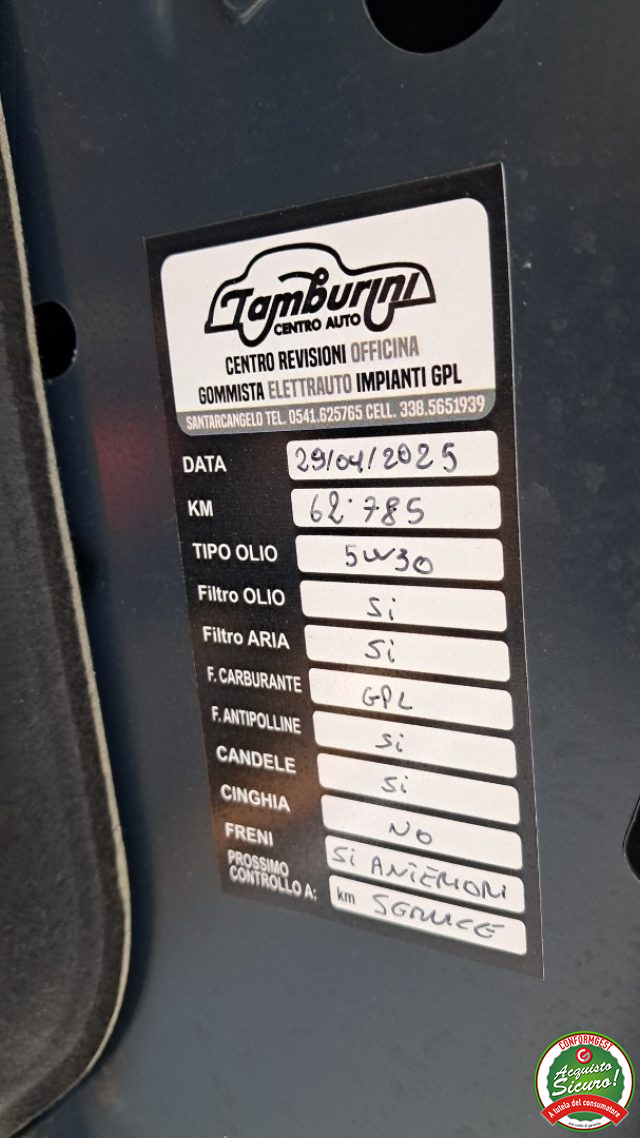 Tamburini
CENTRO AUTO
CENTRO REVISIONI OFFICINA
GOMMISTA ELETTRAUTO IMPIANTI GPL
SANTARCANGELO TEL. 0541.625765 CELL. 338.5651939
DATA 29/04/2025
KM 62.785
TIPO OLIO 5W30
Filtro OLIO Si
Filtro ARIA Si
F. CARBURANTE GPL
F. ANTIPOLLINE Si
CANDELE Si
CINGHIA NO
FRENI Si ANTERIORI
PROSSIMO
CONTROLLO A: km SERVICE
CONFORMGEST
Acquisto
Sicuro!
A tutela del consumatore